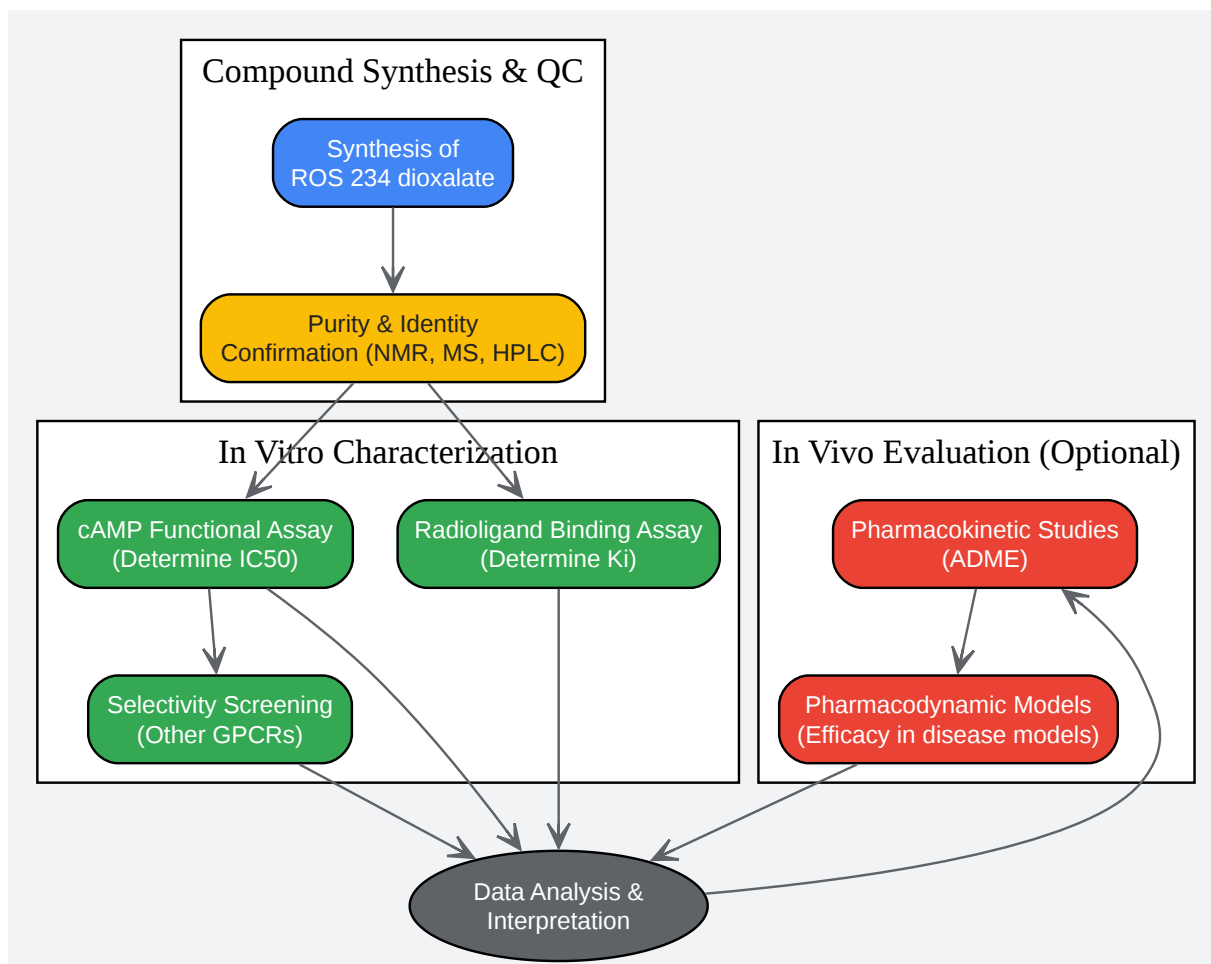 Compound Synthesis & QC
Synthesis of
ROS 234 dioxalate
Purity & Identity
Confirmation (NMR, MS, HPLC)
In Vitro Characterization
cAMP Functional Assay
(Determine IC50)
Radioligand Binding Assay
(Determine Ki)
Selectivity Screening
(Other GPCRs)
In Vivo Evaluation (Optional)
Pharmacokinetic Studies
(ADME)
Pharmacodynamic Models
(Efficacy in disease models)
Data Analysis &
Interpretation